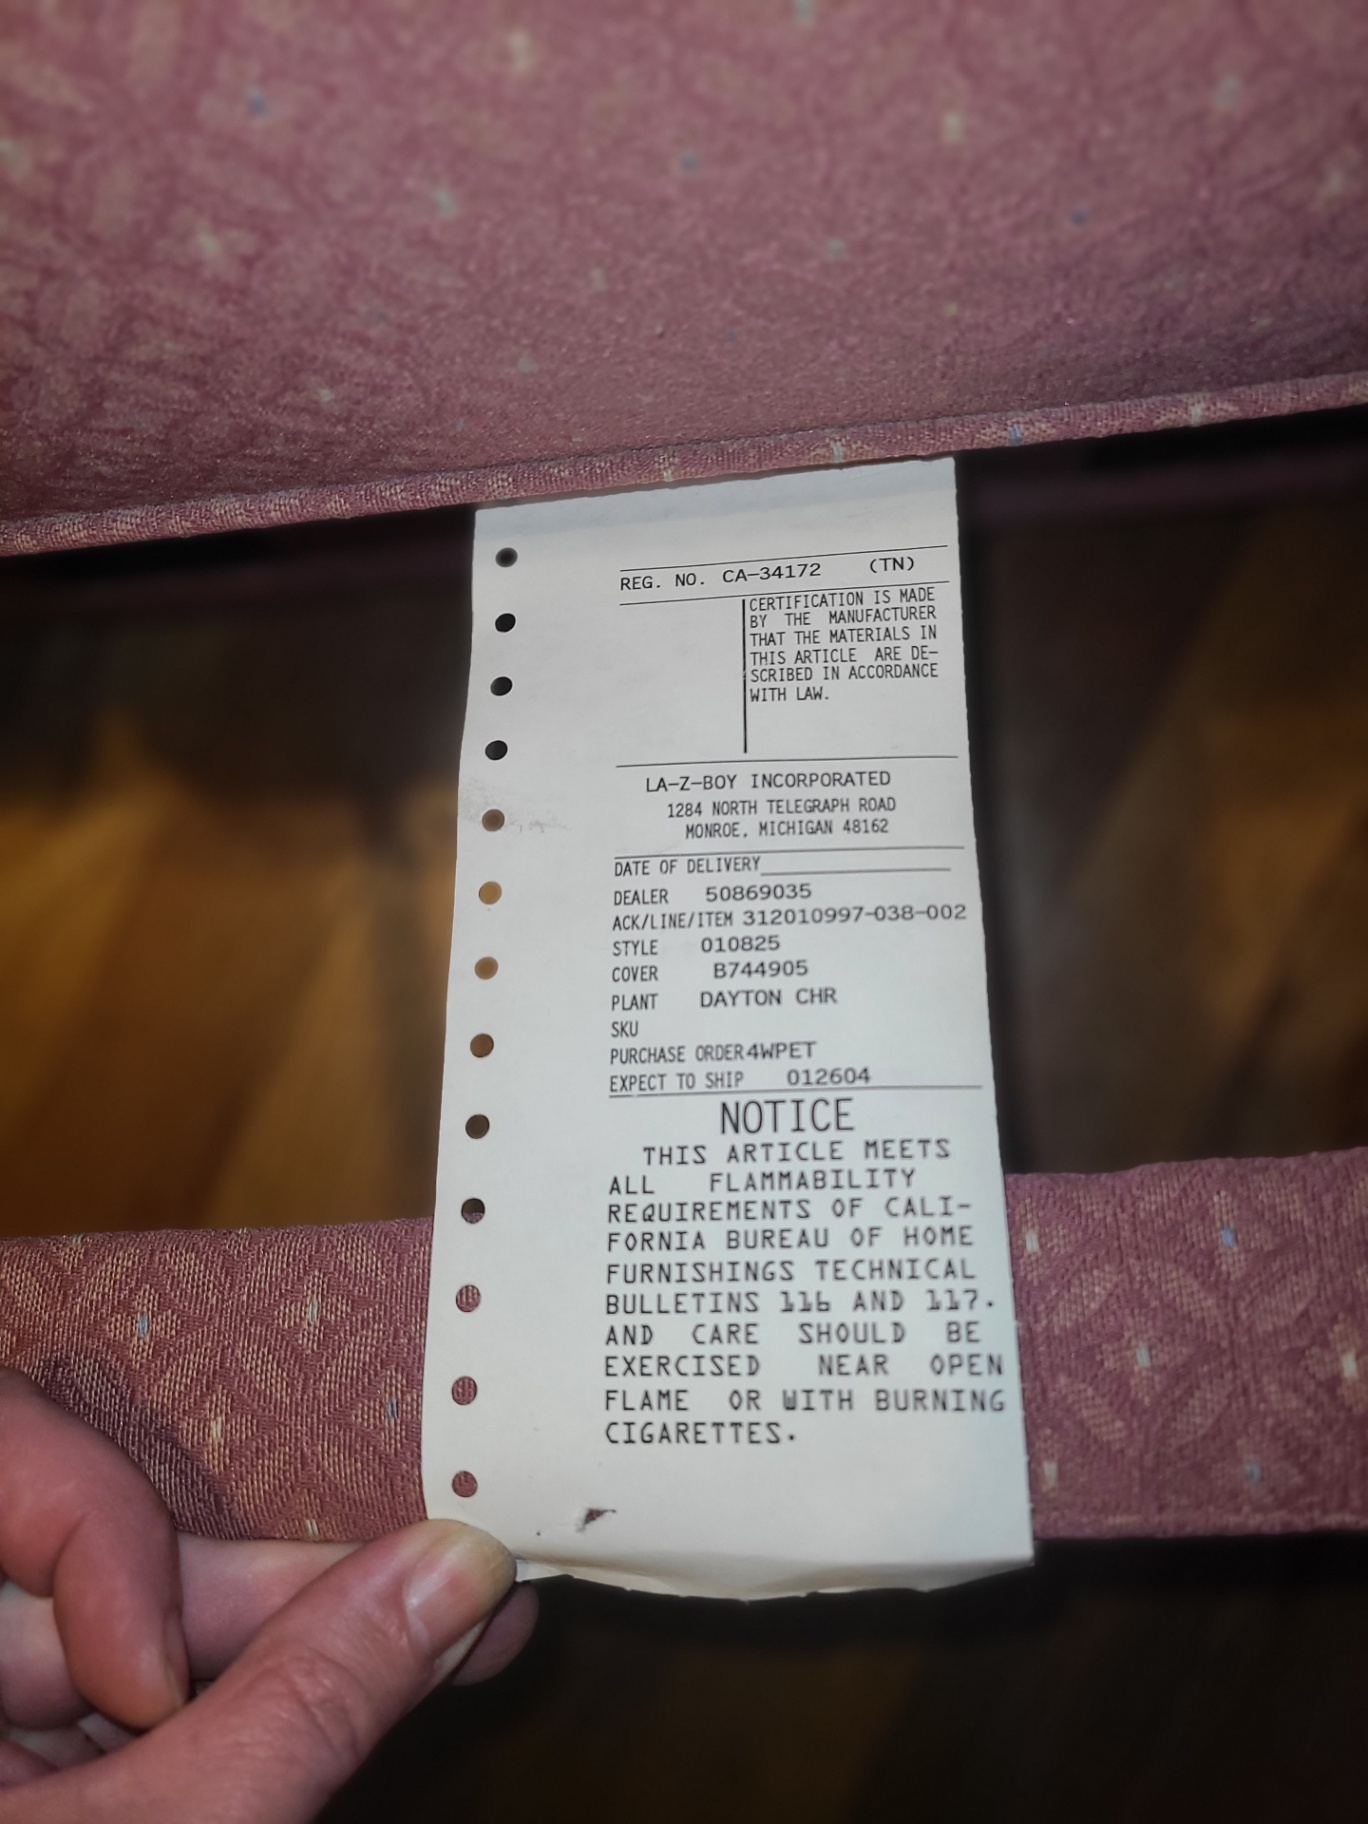 REG. NO. CA-34172 (TN)
CERTIFICATION IS MADE
BY THE MANUFACTURER
THAT THE MATERIALS IN
THIS ARTICLE ARE DE-
SCRIBED IN ACCORDANCE
WITH LAW.
LA-Z-BOY INCORPORATED
1284 NORTH TELEGRAPH ROAD
MONROE, MICHIGAN 48162
DATE OF DELIVERY
DEALER 50869035
ACK/LINE/ITEM 312010997-038-002
STYLE 010825
COVER B744905
PLANT DAYTON CHR
SKU
PURCHASE ORDER 4WPET
EXPECT TO SHIP 012604
NOTICE
THIS ARTICLE MEETS
ALL FLAMMABILITY
REQUIREMENTS OF CALI-
FORNIA BUREAU OF HOME
FURNISHINGS TECHNICAL
BULLETINS 116 AND 117.
AND CARE SHOULD BE
EXERCISED NEAR OPEN
FLAME OR WITH BURNING
CIGARETTES.